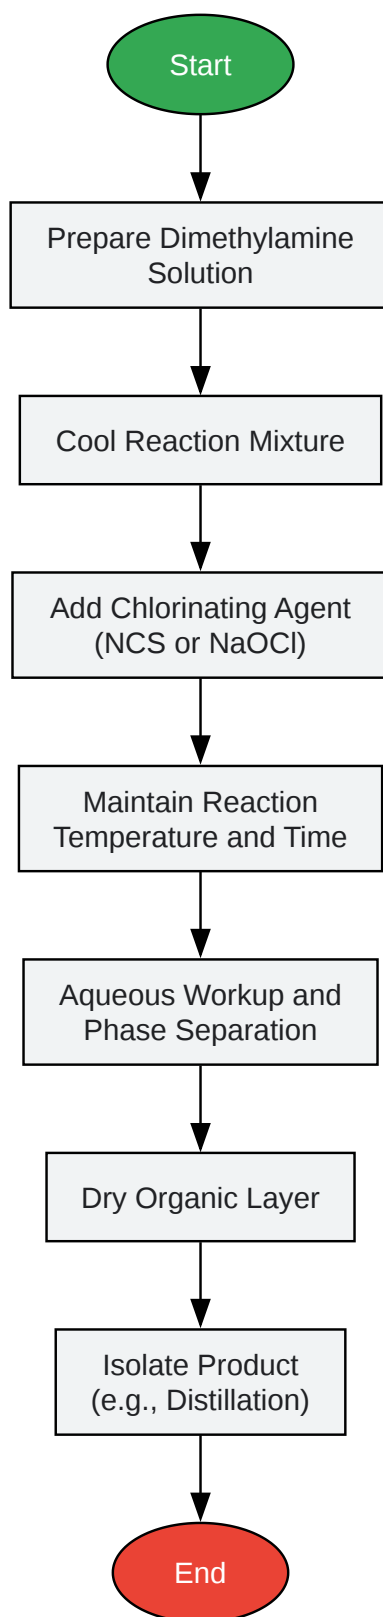 Start
Prepare Dimethylamine
Solution
Cool Reaction Mixture
Add Chlorinating Agent
(NCS or NaOCl)
Maintain Reaction
Temperature and Time
Aqueous Workup and
Phase Separation
Dry Organic Layer
Isolate Product
(e.g., Distillation)
End